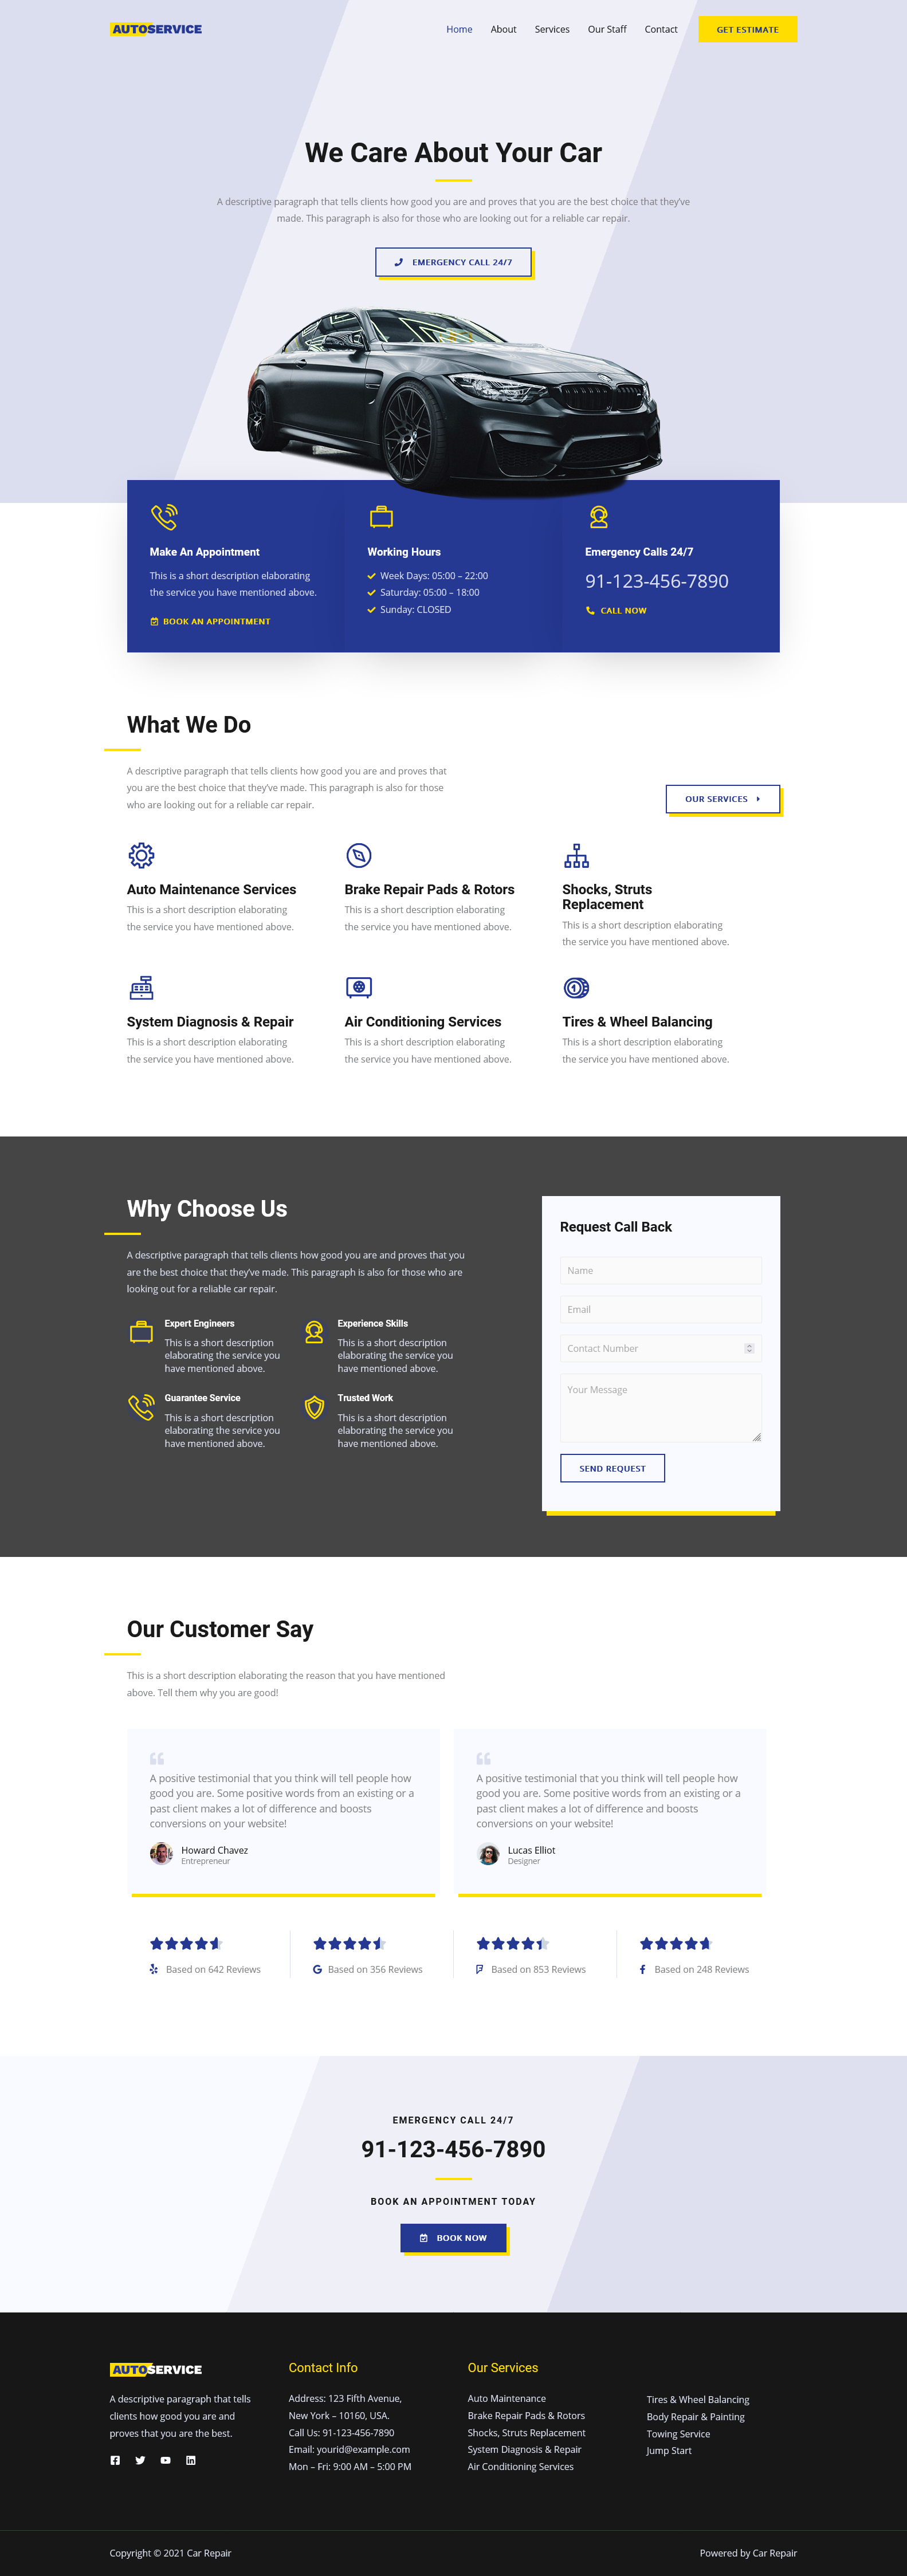 AUTOSERVICE
Home About Services Our Staff Contact GET ESTIMATE
We Care About Your Car
A descriptive paragraph that tells clients how good you are and proves that you are the best choice that they've
made. This paragraph is also for those who are looking out for a reliable car repair.
EMERGENCY CALL 24/7
Make An Appointment
This is a short description elaborating
the service you have mentioned above.
BOOK AN APPOINTMENT
Working Hours
Week Days: 05:00 – 22:00
Saturday: 05:00 – 18:00
Sunday: CLOSED
Emergency Calls 24/7
91-123-456-7890
CALL NOW
What We Do
A descriptive paragraph that tells clients how good you are and proves that
you are the best choice that they've made. This paragraph is also for those
who are looking out for a reliable car repair.
OUR SERVICES
Auto Maintenance Services
This is a short description elaborating
the service you have mentioned above.
Brake Repair Pads & Rotors
This is a short description elaborating
the service you have mentioned above.
Shocks, Struts
Replacement
This is a short description elaborating
the service you have mentioned above.
System Diagnosis & Repair
This is a short description elaborating
the service you have mentioned above.
Air Conditioning Services
This is a short description elaborating
the service you have mentioned above.
Tires & Wheel Balancing
This is a short description elaborating
the service you have mentioned above.
Why Choose Us
A descriptive paragraph that tells clients how good you are and proves that you
are the best choice that they've made. This paragraph is also for those who are
looking out for a reliable car repair.
Expert Engineers
This is a short description
elaborating the service you
have mentioned above.
Experience Skills
This is a short description
elaborating the service you
have mentioned above.
Guarantee Service
This is a short description
elaborating the service you
have mentioned above.
Trusted Work
This is a short description
elaborating the service you
have mentioned above.
Request Call Back
Name
Email
Contact Number
Your Message
SEND REQUEST
Our Customer Say
This is a short description elaborating the reason that you have mentioned
above. Tell them why you are good!
A positive testimonial that you think will tell people how
good you are. Some positive words from an existing or a
past client makes a lot of difference and boosts
conversions on your website!
Howard Chavez
Entrepreneur
A positive testimonial that you think will tell people how
good you are. Some positive words from an existing or a
past client makes a lot of difference and boosts
conversions on your website!
Lucas Elliot
Designer
Based on 642 Reviews
Based on 356 Reviews
Based on 853 Reviews
Based on 248 Reviews
EMERGENCY CALL 24/7
91-123-456-7890
BOOK AN APPOINTMENT TODAY
BOOK NOW
AUTOSERVICE
A descriptive paragraph that tells
clients how good you are and
proves that you are the best.
Contact Info
Address: 123 Fifth Avenue,
New York – 10160, USA.
Call Us: 91-123-456-7890
Email: yourid@example.com
Mon – Fri: 9:00 AM – 5:00 PM
Our Services
Auto Maintenance
Brake Repair Pads & Rotors
Shocks, Struts Replacement
System Diagnosis & Repair
Air Conditioning Services
Tires & Wheel Balancing
Body Repair & Painting
Towing Service
Jump Start
Copyright © 2021 Car Repair
Powered by Car Repair